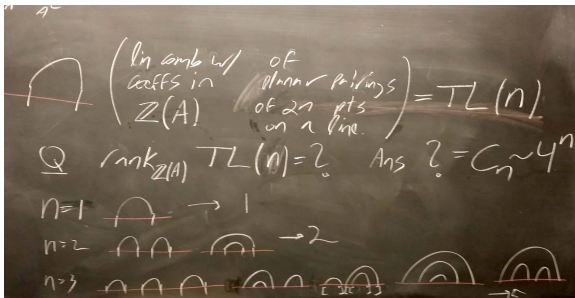 A²
(lin comb w/ of
coeffs in planar pairings
Z(A) of 2n pts
on a line.) = TL(n)
Q rank_Z(A) TL(n) = ? Ans ? = C_n ~ 4^n
n=1 → 1
n=2 → 2
n=3 → 5